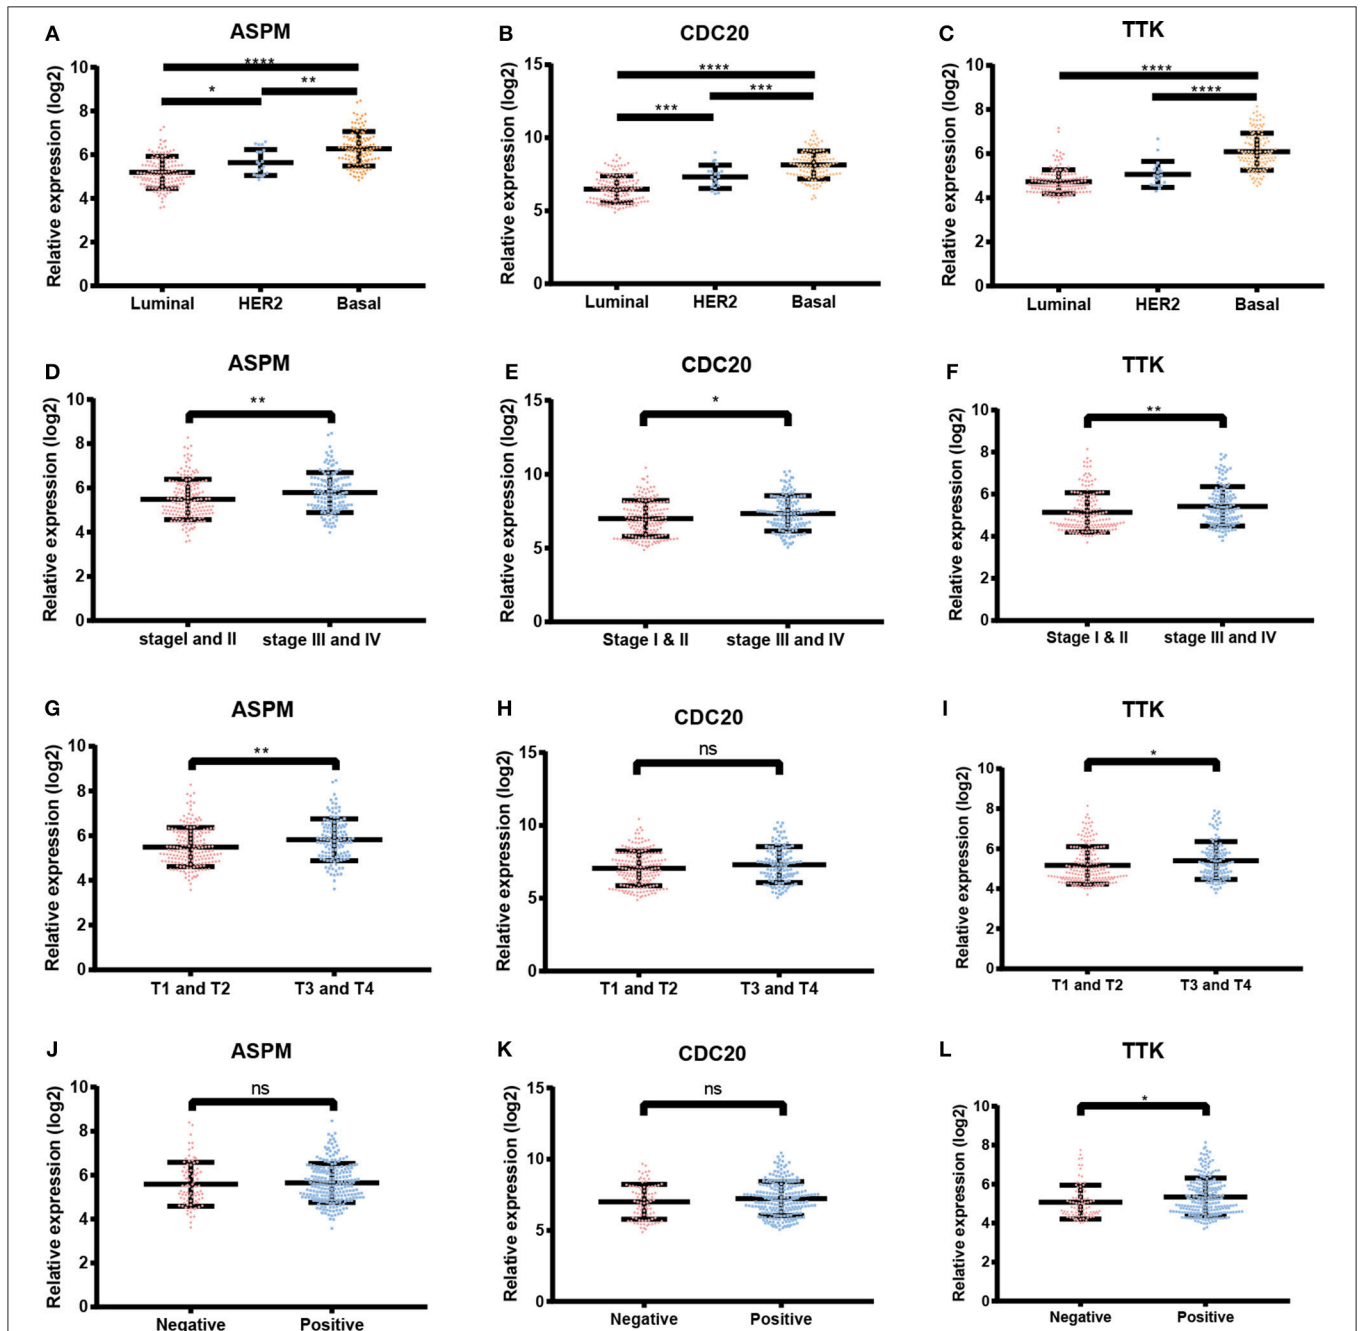 A
ASPM
Relative expression (log2)
10
8
6
4
2
0
****
*
**
Luminal HER2 Basal
B
CDC20
Relative expression (log2)
15
10
5
0
****
***
***
Luminal HER2 Basal
C
TTK
Relative expression (log2)
10
8
6
4
2
0
****
****
Luminal HER2 Basal
D
ASPM
Relative expression (log2)
10
8
6
4
2
0
**
stageI and II stage III and IV
E
CDC20
Relative expression (log2)
15
10
5
0
*
Stage I & II stage III and IV
F
TTK
Relative expression (log2)
10
8
6
4
2
0
**
Stage I & II stage III and IV
G
ASPM
Relative expression (log2)
10
8
6
4
2
0
**
T1 and T2 T3 and T4
H
CDC20
Relative expression (log2)
15
10
5
0
ns
T1 and T2 T3 and T4
I
TTK
Relative expression (log2)
10
8
6
4
2
0
*
T1 and T2 T3 and T4
J
ASPM
Relative expression (log2)
10
8
6
4
2
0
ns
Negative Positive
K
CDC20
Relative expression (log2)
15
10
5
0
ns
Negative Positive
L
TTK
Relative expression (log2)
10
8
6
4
2
0
*
Negative Positive